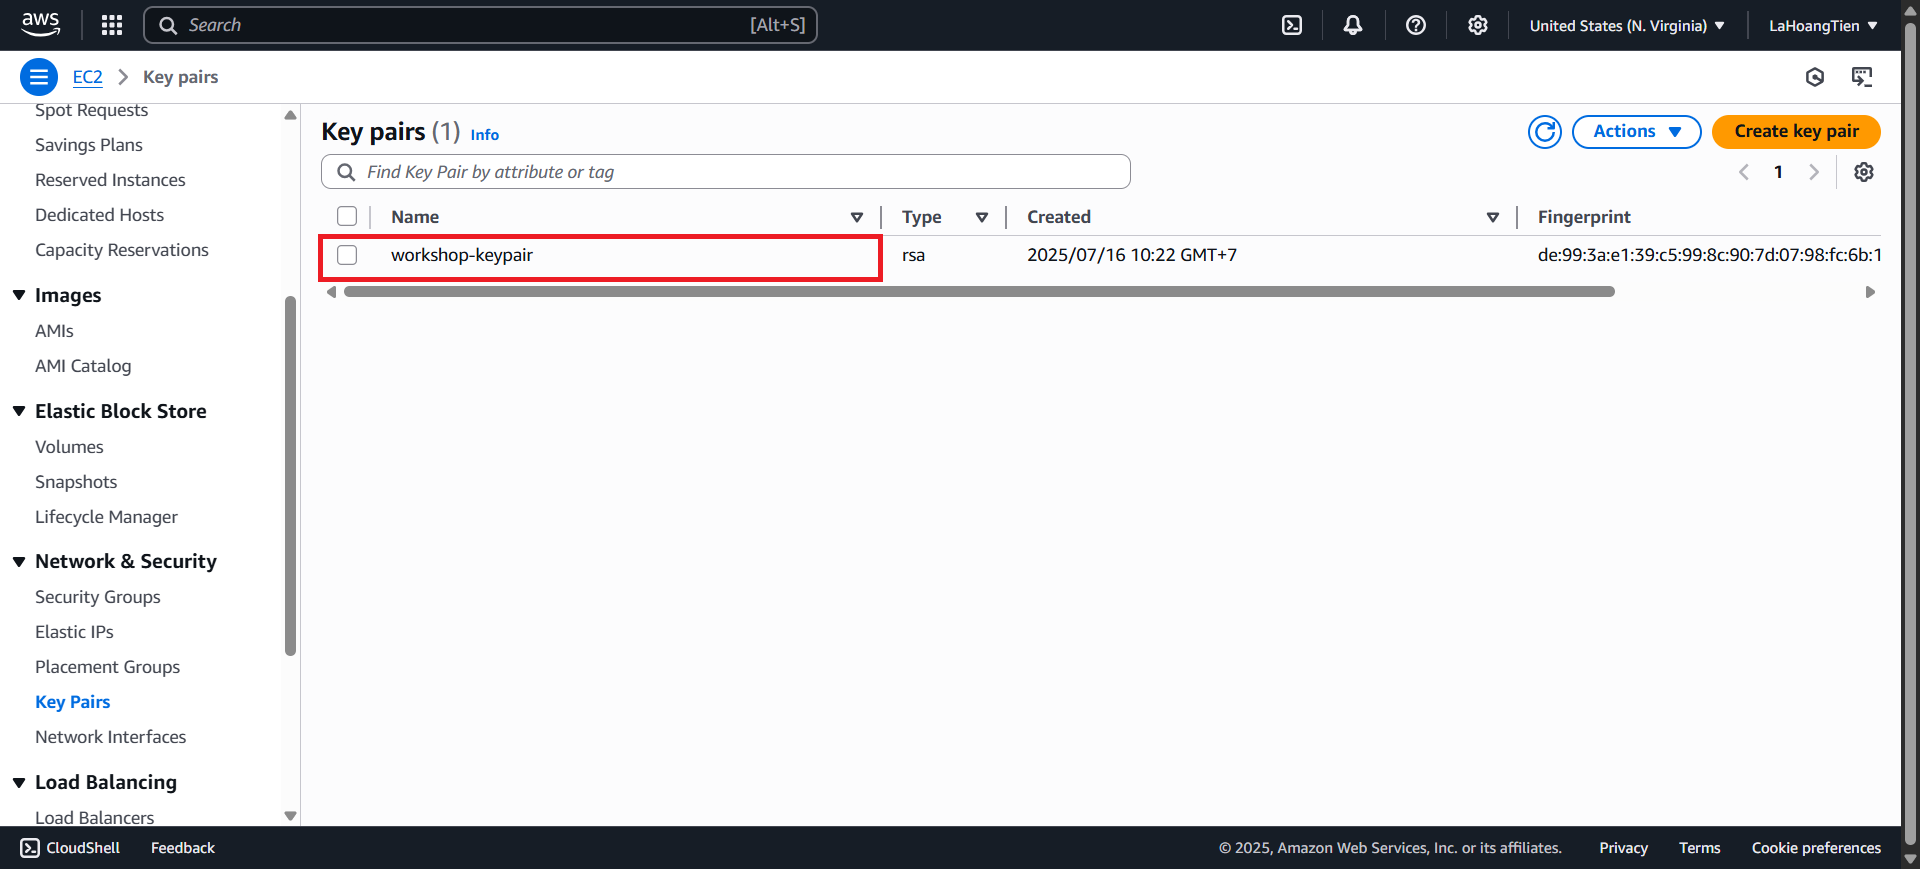 aws
Search [Alt+S]
United States (N. Virginia)
LaHoangTien
EC2 Key pairs
Spot Requests
Savings Plans
Reserved Instances
Dedicated Hosts
Capacity Reservations
Images
AMIs
AMI Catalog
Elastic Block Store
Volumes
Snapshots
Lifecycle Manager
Network & Security
Security Groups
Elastic IPs
Placement Groups
Key Pairs
Network Interfaces
Load Balancing
Load Balancers
Key pairs (1) Info
Actions
Create key pair
Find Key Pair by attribute or tag
1
Name Type Created Fingerprint
workshop-keypair rsa 2025/07/16 10:22 GMT+7 de:99:3a:e1:39:c5:99:8c:90:7d:07:98:fc:6b:1
CloudShell Feedback
© 2025, Amazon Web Services, Inc. or its affiliates. Privacy Terms Cookie preferences